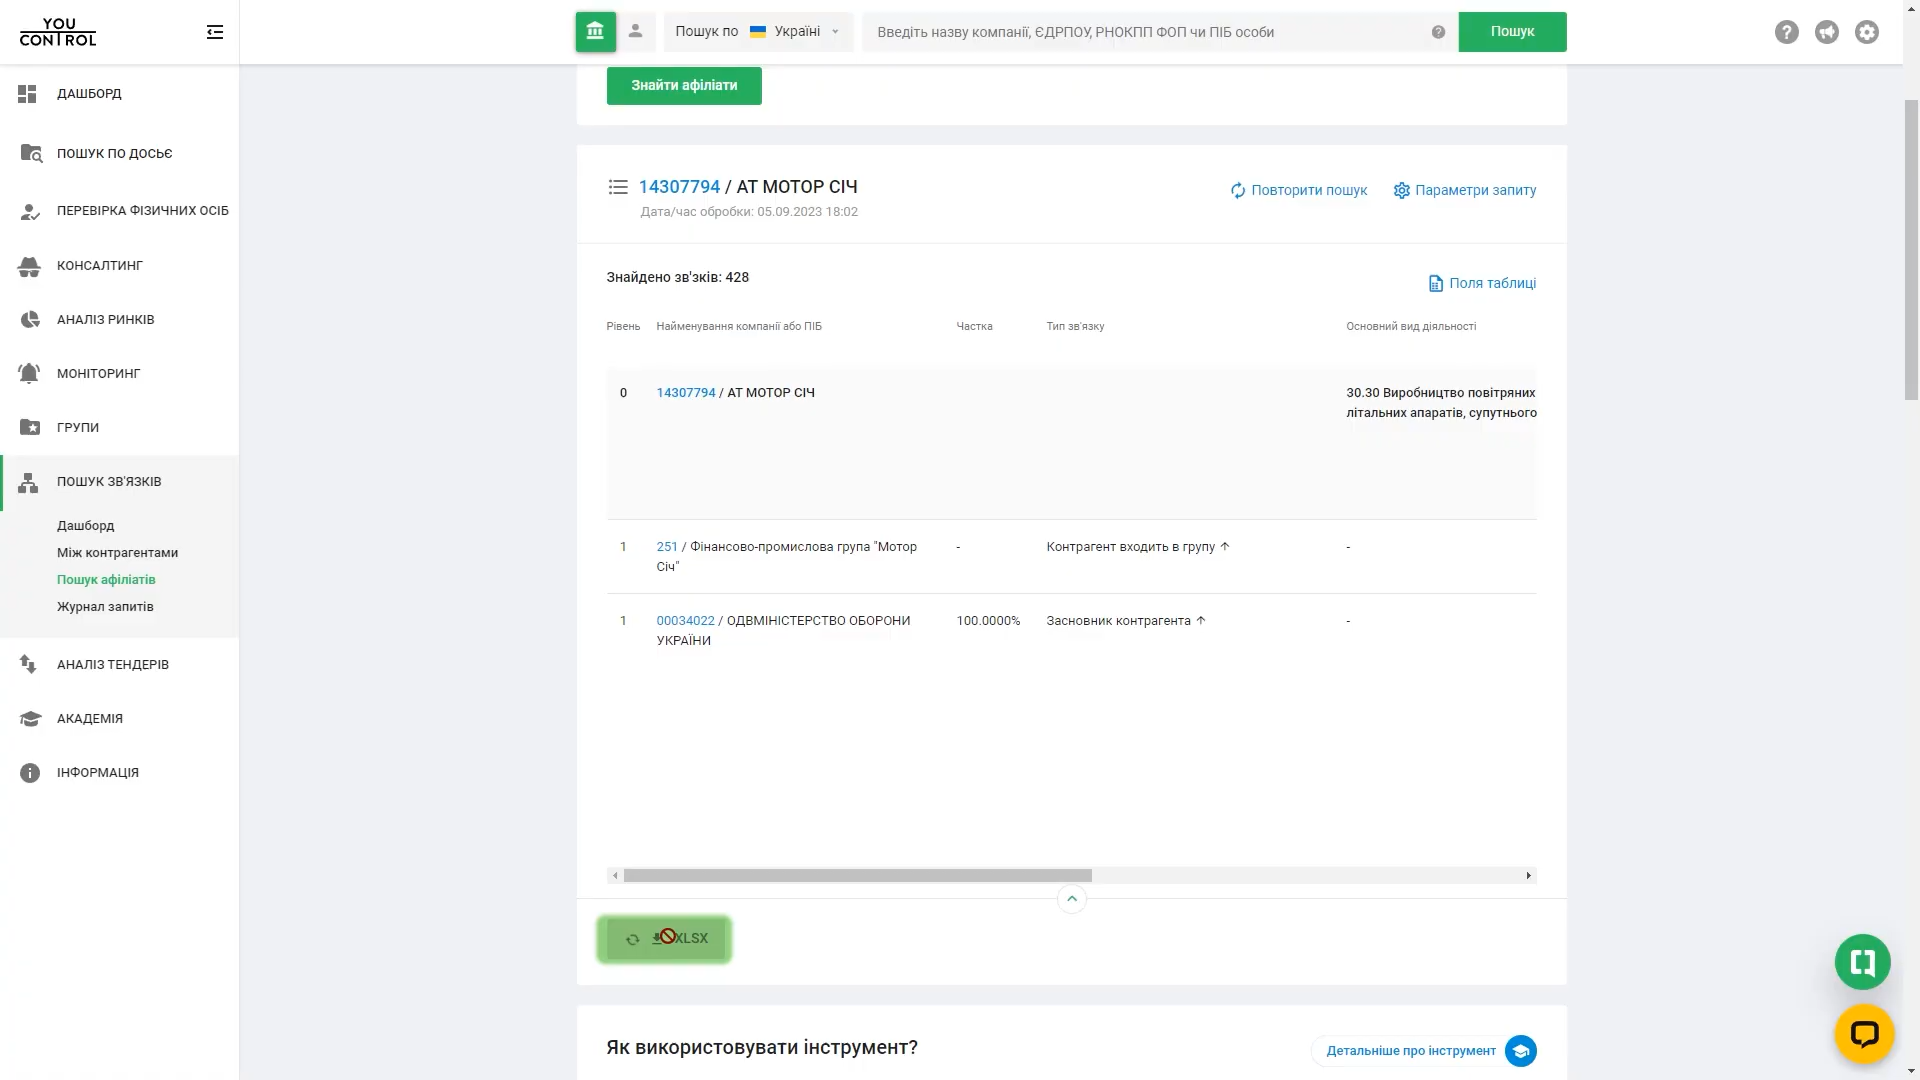 YOU
CONTROL
Пошук по Україні
Введіть назву компанії, ЄДРПОУ, РНОКПП ФОП чи ПІБ особи
Пошук
ДАШБОРД
ПОШУК ПО ДОСЬЄ
ПЕРЕВІРКА ФІЗИЧНИХ ОСІБ
КОНСАЛТИНГ
АНАЛІЗ РИНКІВ
МОНІТОРИНГ
ГРУПИ
ПОШУК ЗВ'ЯЗКІВ
Дашборд
Між контрагентами
Пошук афіліатів
Журнал запитів
АНАЛІЗ ТЕНДЕРІВ
АКАДЕМІЯ
ІНФОРМАЦІЯ
Знайти афіліати
14307794 / АТ МОТОР СІЧ
Дата/час обробки: 05.09.2023 18:02
Повторити пошук
Параметри запиту
Знайдено зв'зків: 428
Поля таблиці
Рівень Найменування компанії або ПІБ Частка Тип зв'язку Основний вид діяльності
0 14307794 / АТ МОТОР СІЧ 30.30 Виробництво повітряних
літальних апаратів, супутнього
1 251 / Фінансово-промислова група "Мотор - Контрагент входить в групу ↑ -
Січ"
1 00034022 / ОДВМІНІСТЕРСТВО ОБОРОНИ 100.0000% Засновник контрагента ↑ -
УКРАЇНИ
XLSX
Як використовувати інструмент?
Детальніше про інструмент